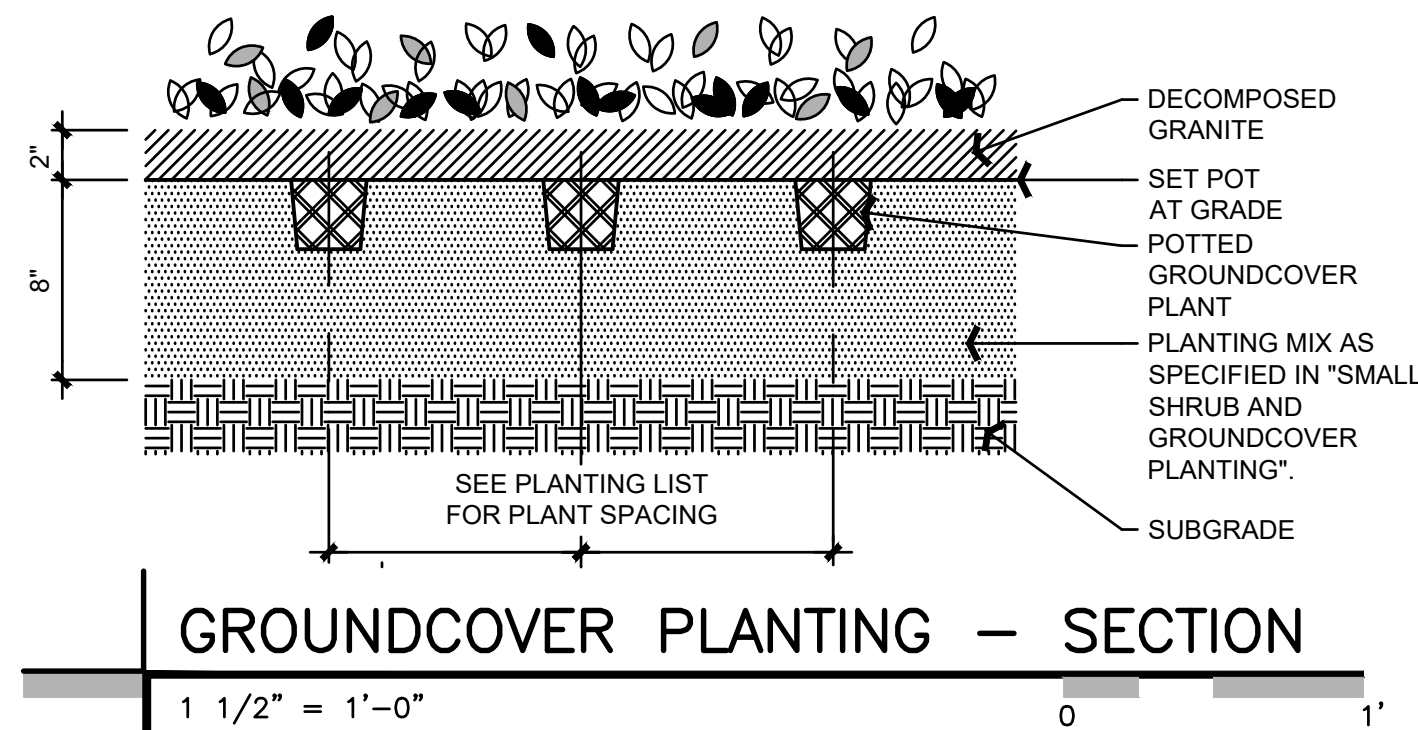 2"
8"
DECOMPOSED
GRANITE
SET POT
AT GRADE
POTTED
GROUNDCOVER
PLANT
PLANTING MIX AS
SPECIFIED IN "SMALL
SHRUB AND
GROUNDCOVER
PLANTING".
SUBGRADE
SEE PLANTING LIST
FOR PLANT SPACING
GROUNDCOVER PLANTING – SECTION
1 1/2" = 1'-0"
0 1'